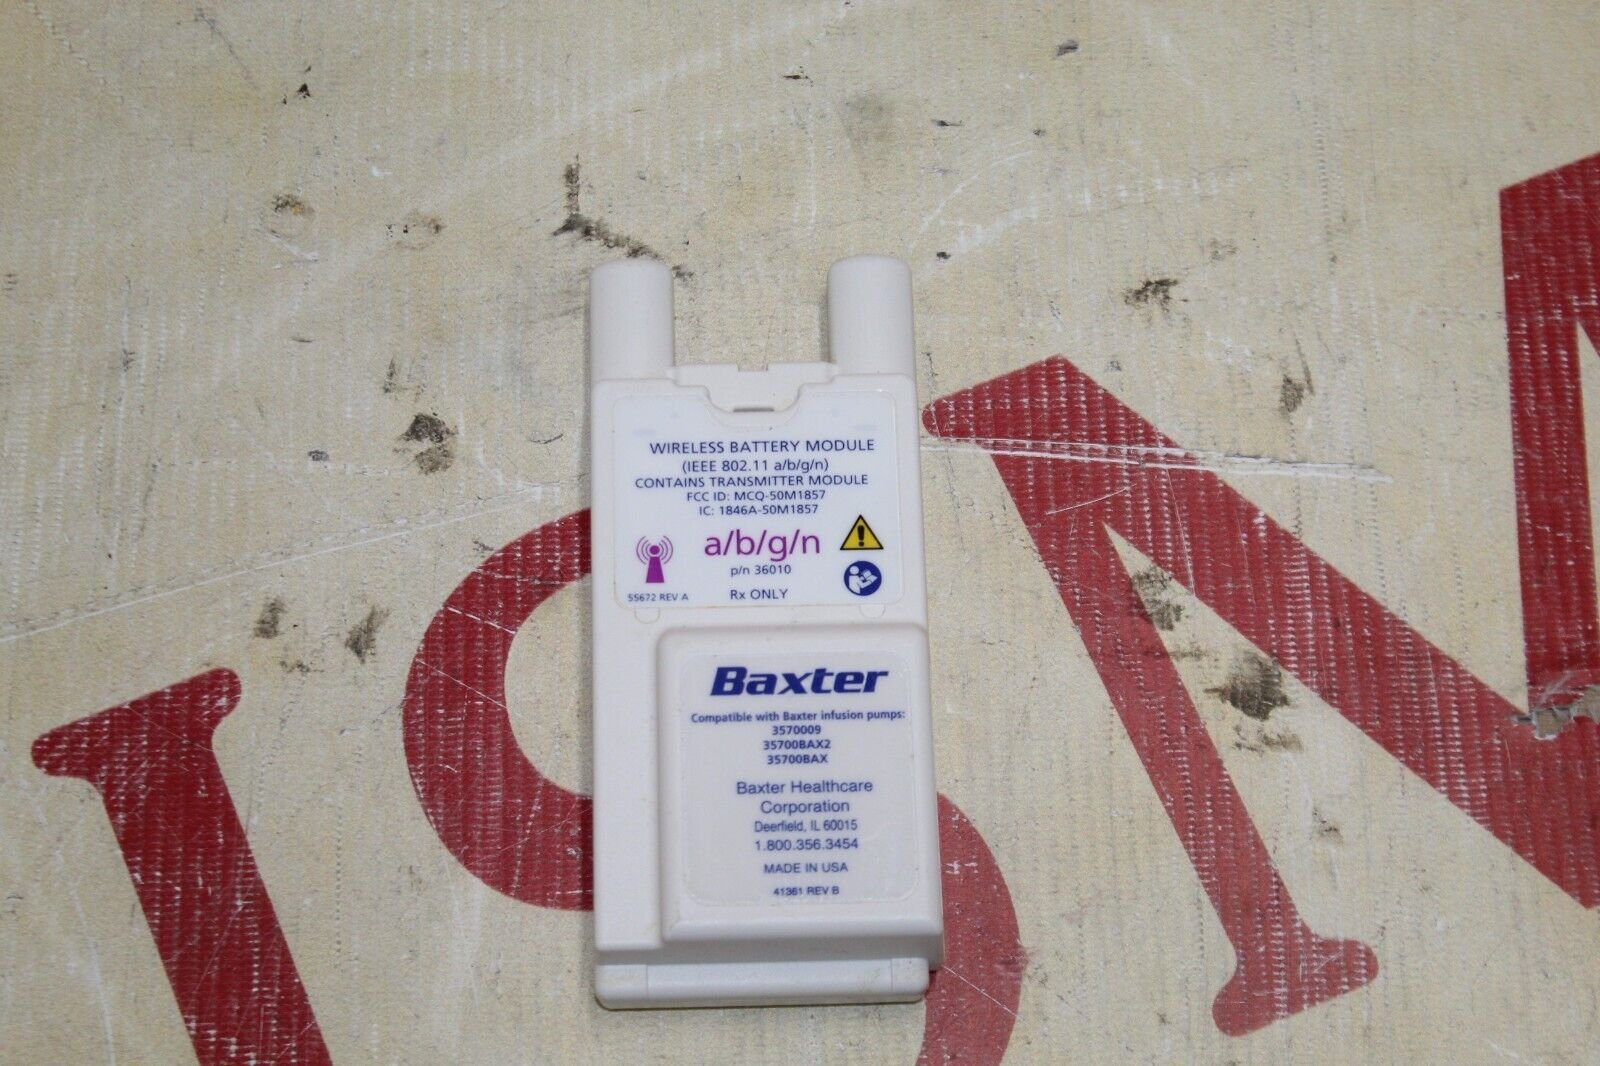 WIRELESS BATTERY MODULE
(IEEE 802.11 a/b/g/n)
CONTAINS TRANSMITTER MODULE
FCC ID: MCQ-50M1857
IC: 1846A-50M1857
a/b/g/n
p/n 36010
55672 REV A
Rx ONLY
Baxter
Compatible with Baxter infusion pumps:
3570009
35700BAX2
35700BAX
Baxter Healthcare
Corporation
Deerfield, IL 60015
1.800.356.3454
MADE IN USA
41361 REV B